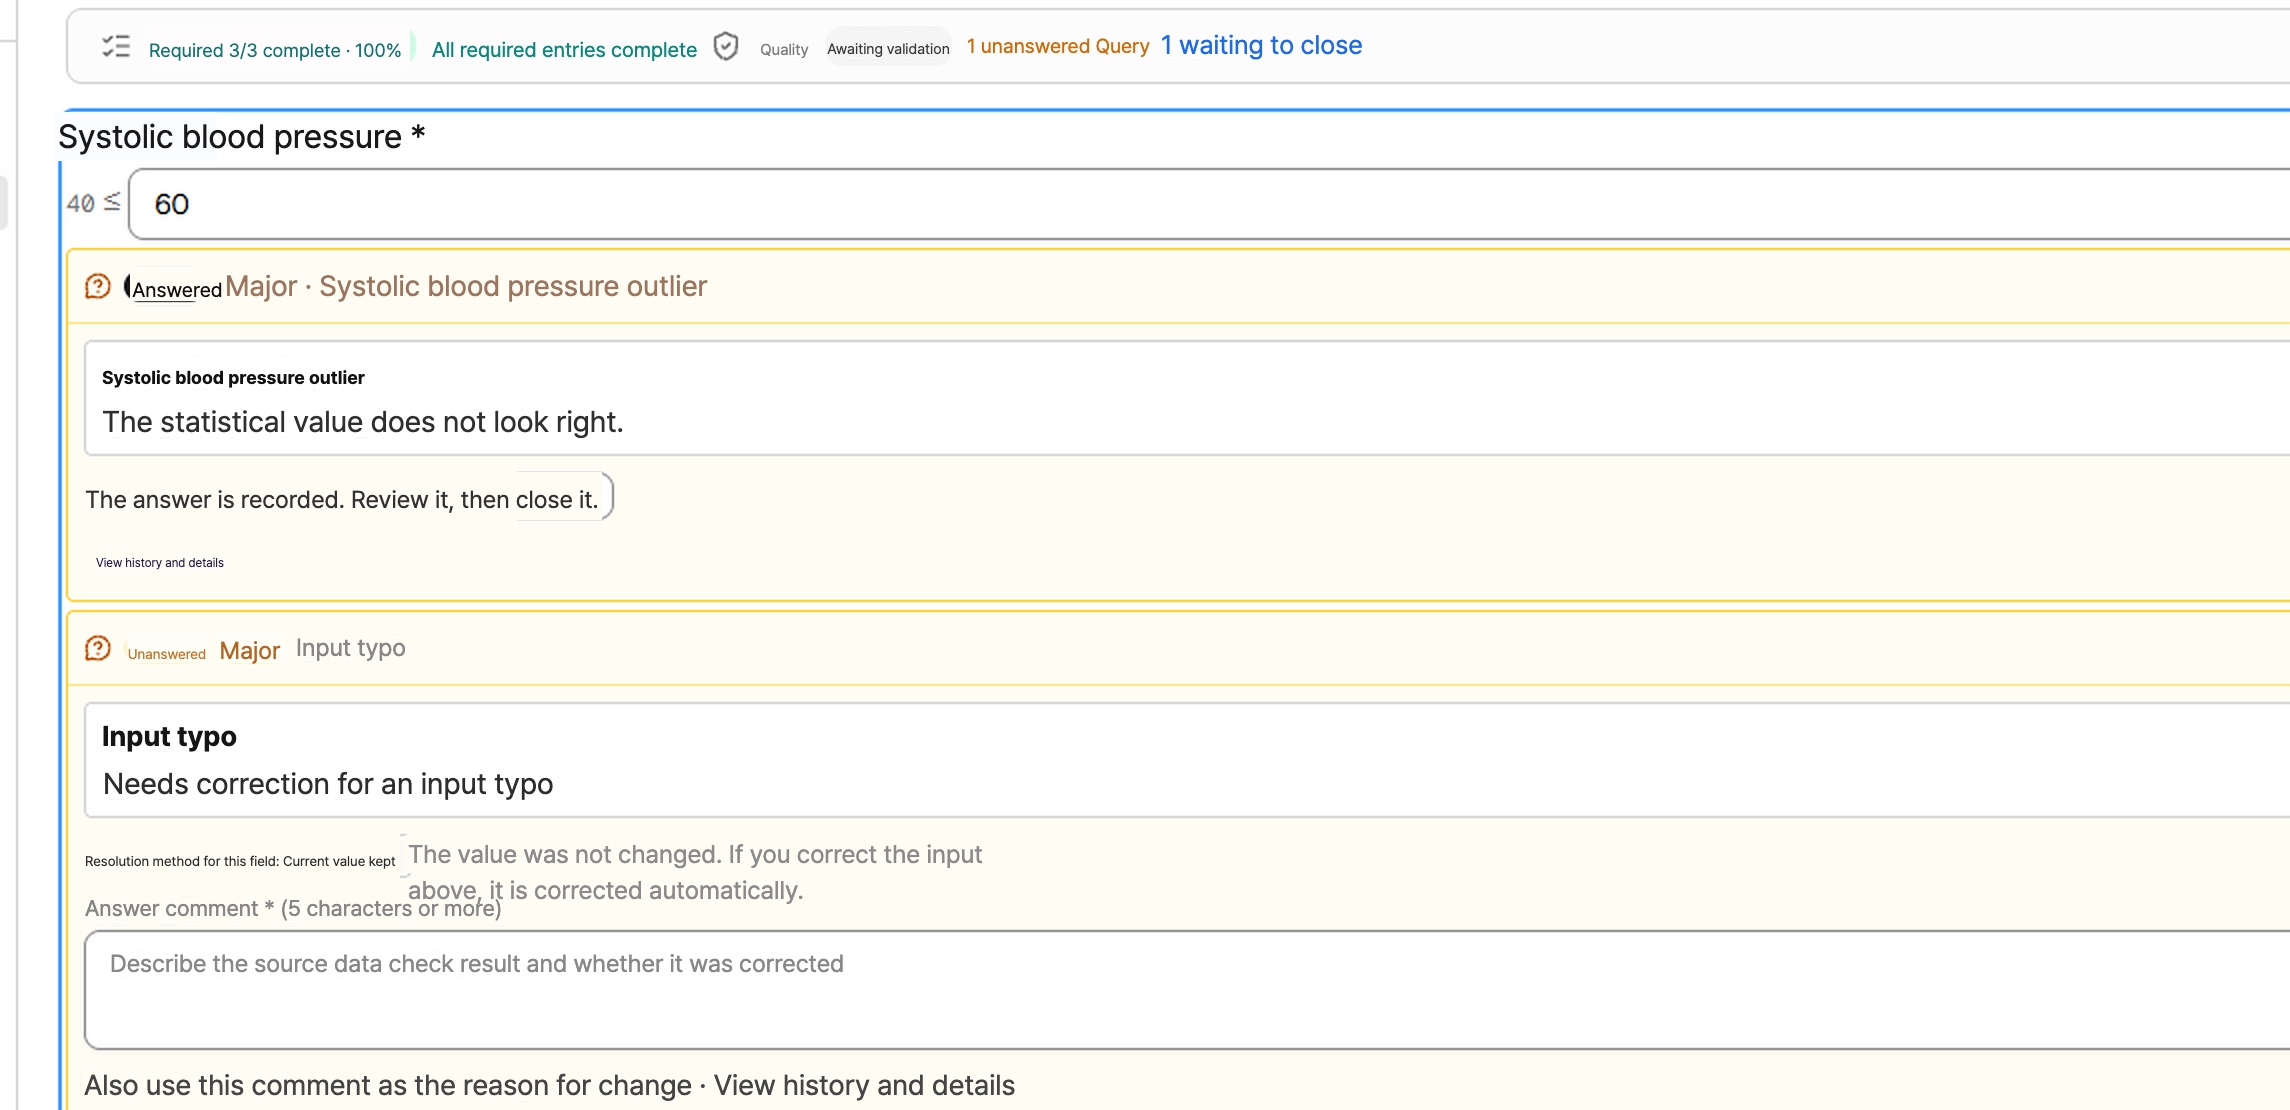 Required 3/3 complete · 100% All required entries complete Quality Awaiting validation 1 unanswered Query 1 waiting to close
Systolic blood pressure *
40 ≤ 60
Answered Major · Systolic blood pressure outlier
Systolic blood pressure outlier
The statistical value does not look right.
The answer is recorded. Review it, then close it.
View history and details
Unanswered Major Input typo
Input typo
Needs correction for an input typo
Resolution method for this field: Current value kept
The value was not changed. If you correct the input
above, it is corrected automatically.
Answer comment * (5 characters or more)
Describe the source data check result and whether it was corrected
Also use this comment as the reason for change · View history and details